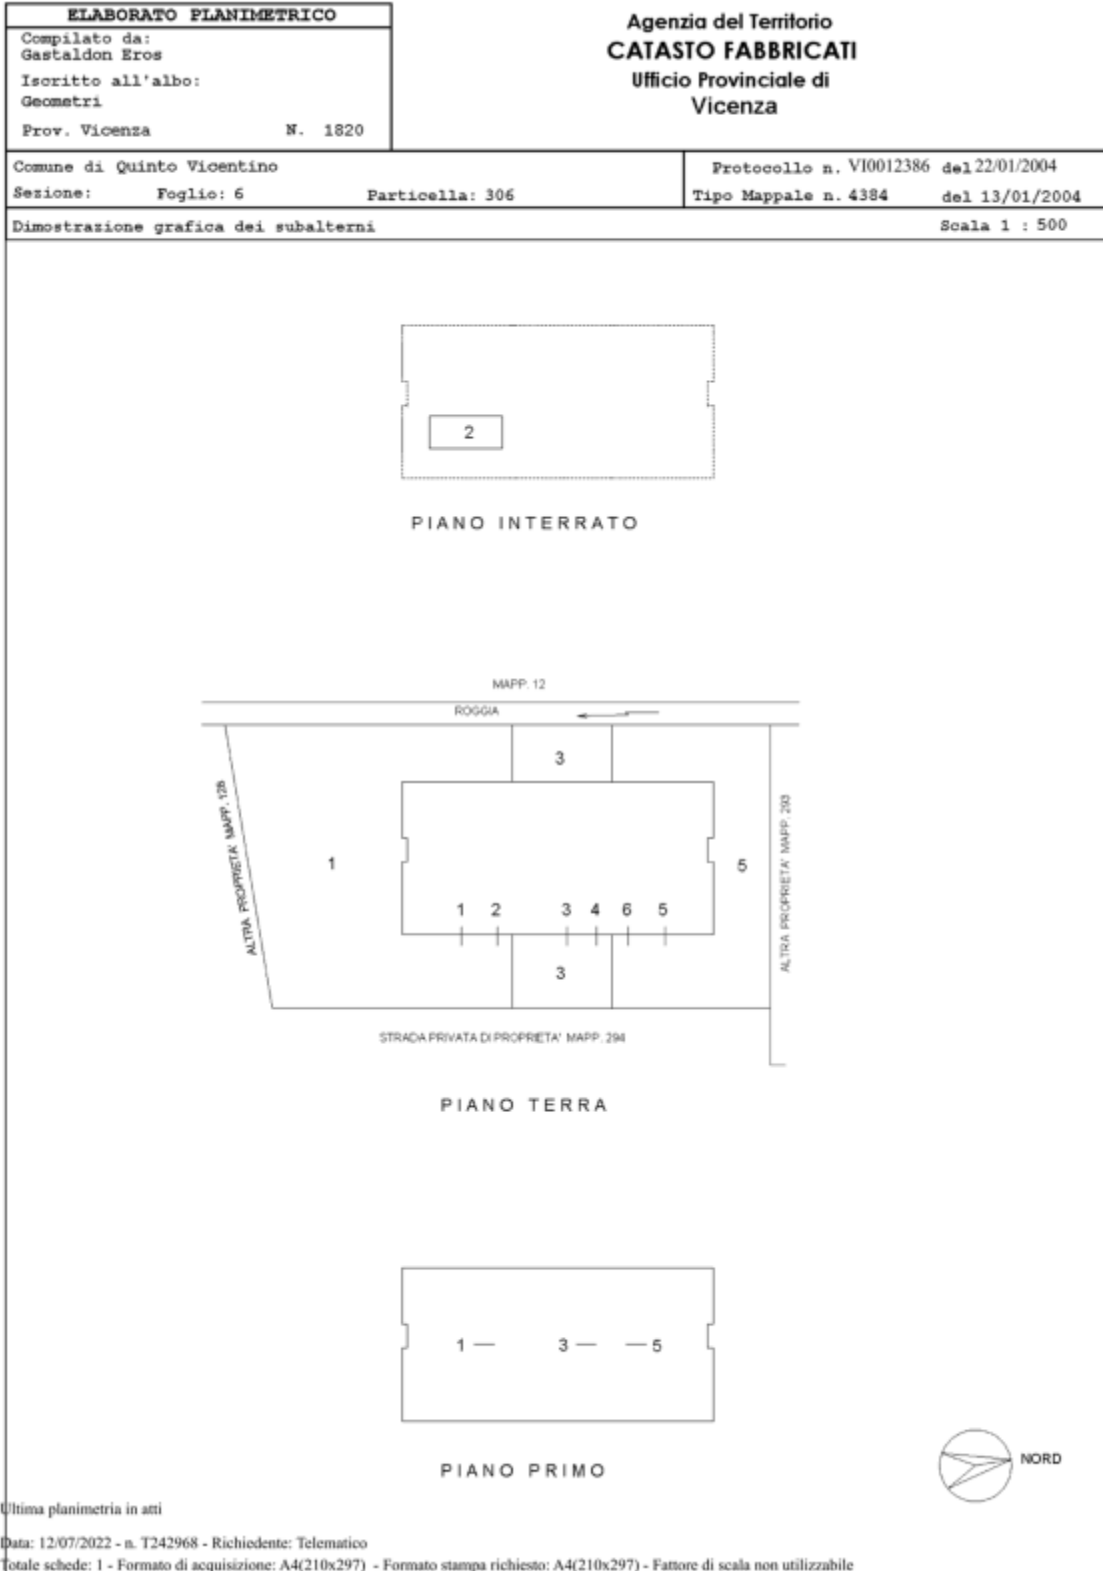 ELABORATO PLANIMETRICO
Compilato da:
Gastaldon Eros
Iscritto all'albo:
Geometri
Prov. Vicenza N. 1820
Agenzia del Territorio
CATASTO FABBRICATI
Ufficio Provinciale di
Vicenza
Comune di Quinto Vicentino
Sezione: Foglio: 6 Particella: 306
Protocollo n. VI0012386 del 22/01/2004
Tipo Mappale n. 4384 del 13/01/2004
Dimostrazione grafica dei subalterni Scala 1 : 500
2
PIANO INTERRATO
MAPP. 12
ROGGIA
3
ALTRA PROPRIETA' MAPP. 128
1
5
ALTRA PROPRIETA' MAPP. 293
1 2 3 4 6 5
3
STRADA PRIVATA DI PROPRIETA' MAPP. 294
PIANO TERRA
1 3 5
PIANO PRIMO
NORD
Ultima planimetria in atti
Data: 12/07/2022 - n. T242968 - Richiedente: Telematico
Totale schede: 1 - Formato di acquisizione: A4(210x297) - Formato stampa richiesto: A4(210x297) - Fattore di scala non utilizzabile